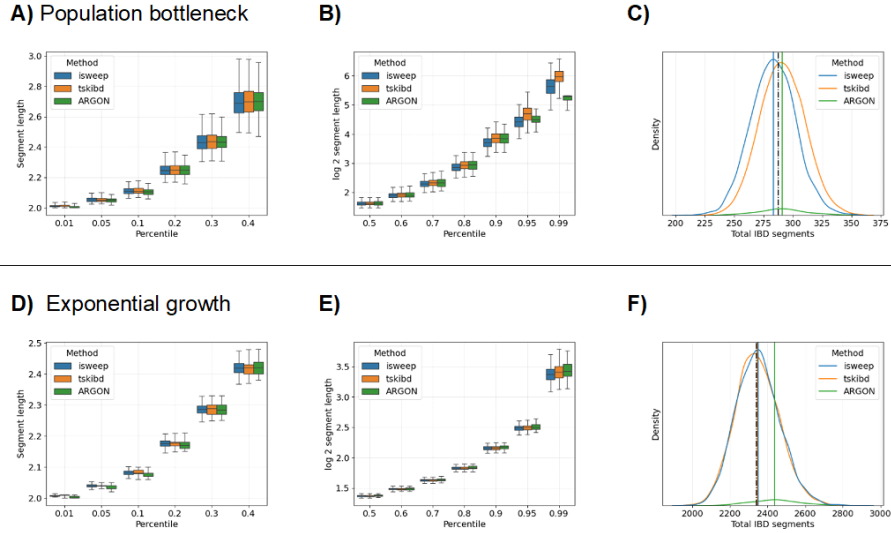 A) Population bottleneck
B)
C)
Segment length
3.0
2.8
2.6
2.4
2.2
2.0
Method
isweep
tskibd
ARGON
0.01 0.05 0.1 0.2 0.3 0.4
Percentile
log 2 segment length
6
5
4
3
2
Method
isweep
tskibd
ARGON
0.5 0.6 0.7 0.8 0.9 0.95 0.99
Percentile
Density
Method
isweep
tskibd
ARGON
200 225 250 275 300 325 350 375
Total IBD segments
D) Exponential growth
E)
F)
Segment length
2.5
2.4
2.3
2.2
2.1
2.0
Method
isweep
tskibd
ARGON
0.01 0.05 0.1 0.2 0.3 0.4
Percentile
log 2 segment length
3.5
3.0
2.5
2.0
1.5
Method
isweep
tskibd
ARGON
0.5 0.6 0.7 0.8 0.9 0.95 0.99
Percentile
Density
Method
isweep
tskibd
ARGON
2000 2200 2400 2600 2800 3000
Total IBD segments